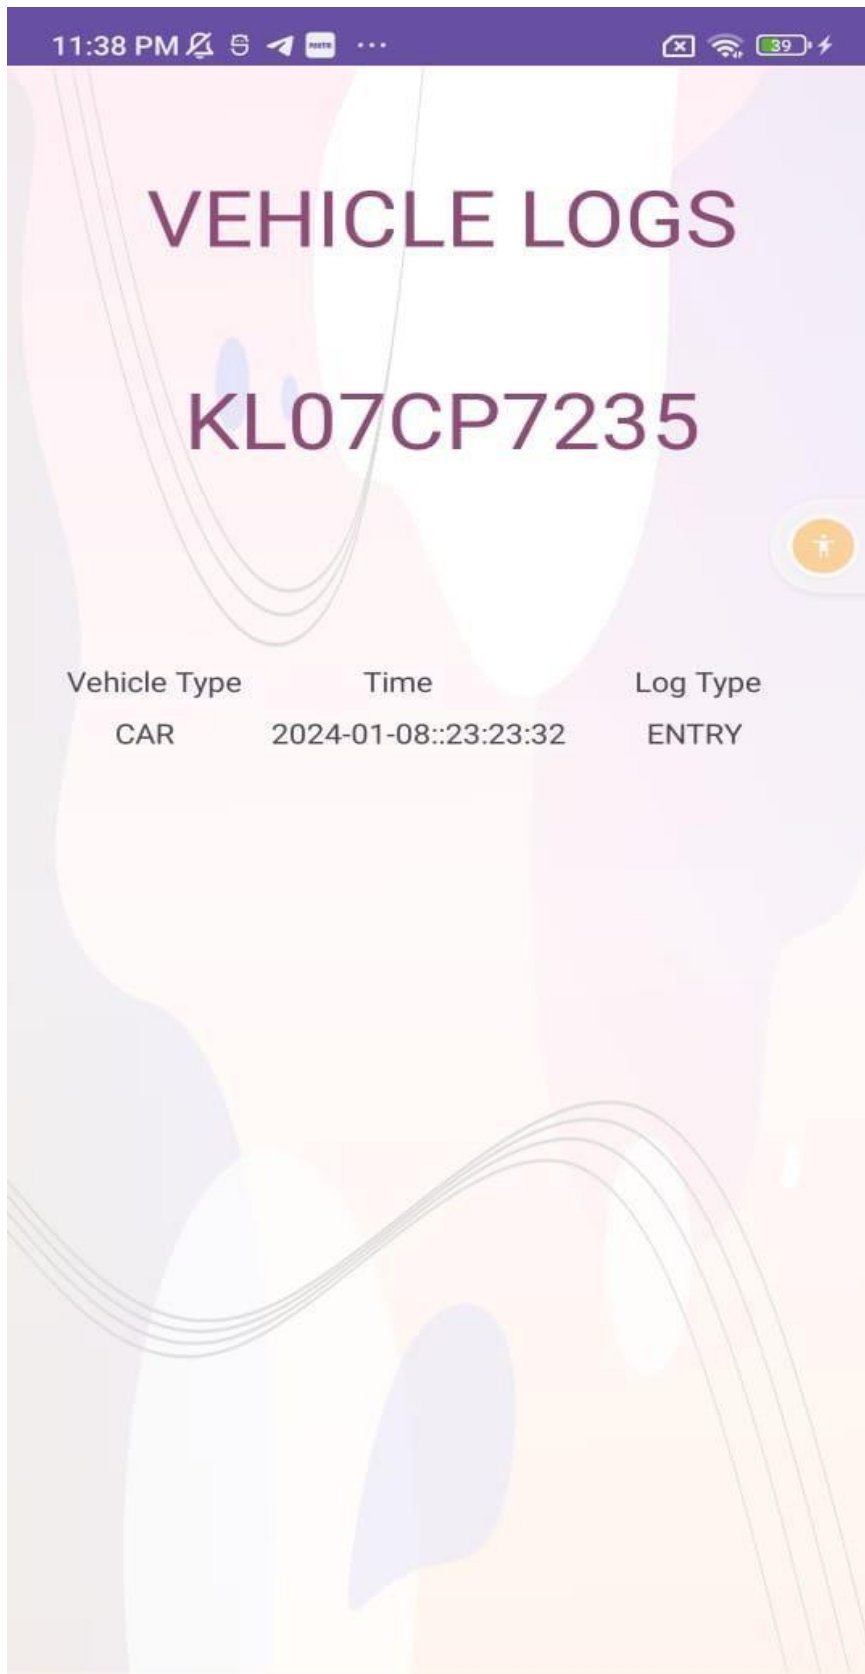 11:38 PM 39
VEHICLE LOGS
KL07CP7235
Vehicle Type Time Log Type
CAR 2024-01-08::23:23:32 ENTRY